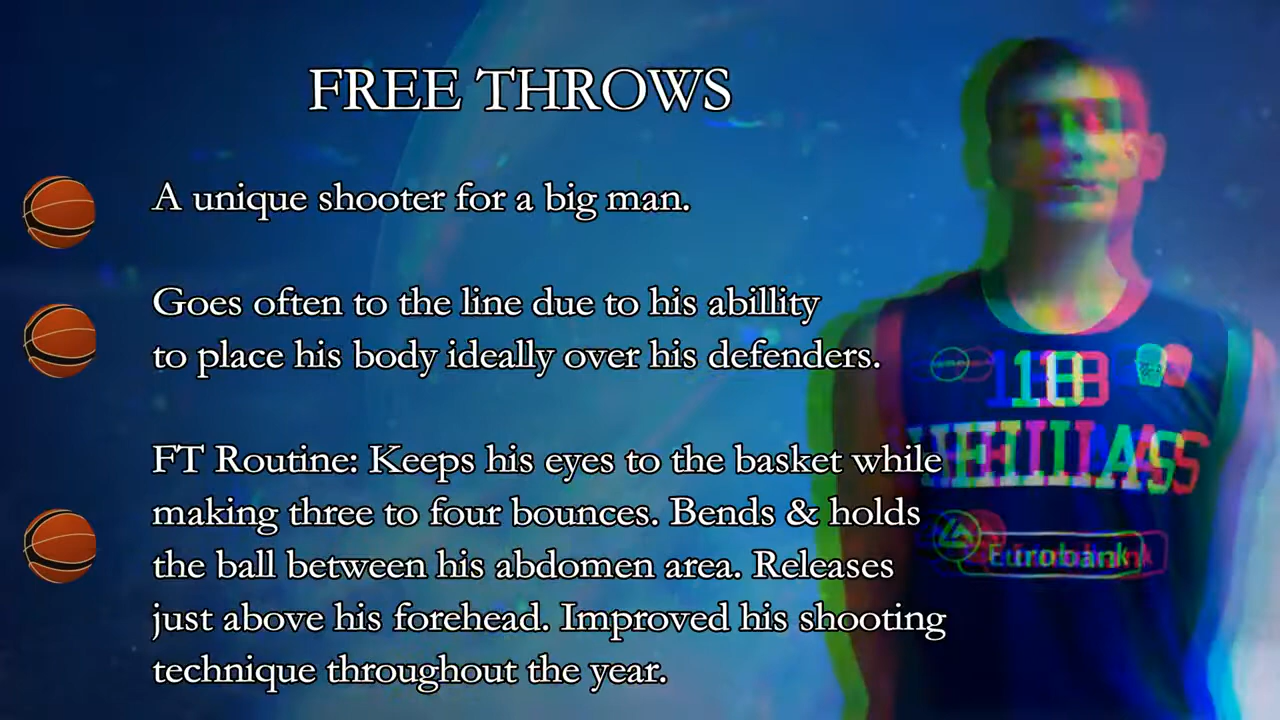 FREE THROWS
A unique shooter for a big man.
Goes often to the line due to his abillity
to place his body ideally over his defenders.
FT Routine: Keeps his eyes to the basket while
making three to four bounces. Bends & holds
the ball between his abdomen area. Releases
just above his forehead. Improved his shooting
technique throughout the year.
HELLAS
Eurobank